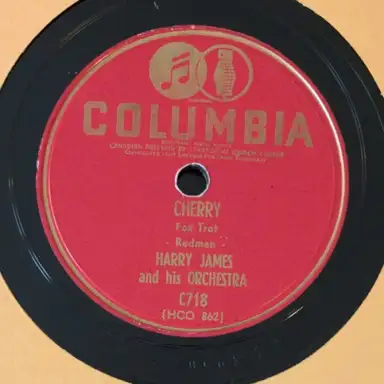 COLUMBIA
CHERRY
Fox Trot
- Redman -
HARRY JAMES
and his ORCHESTRA
C718
(HCO 862)